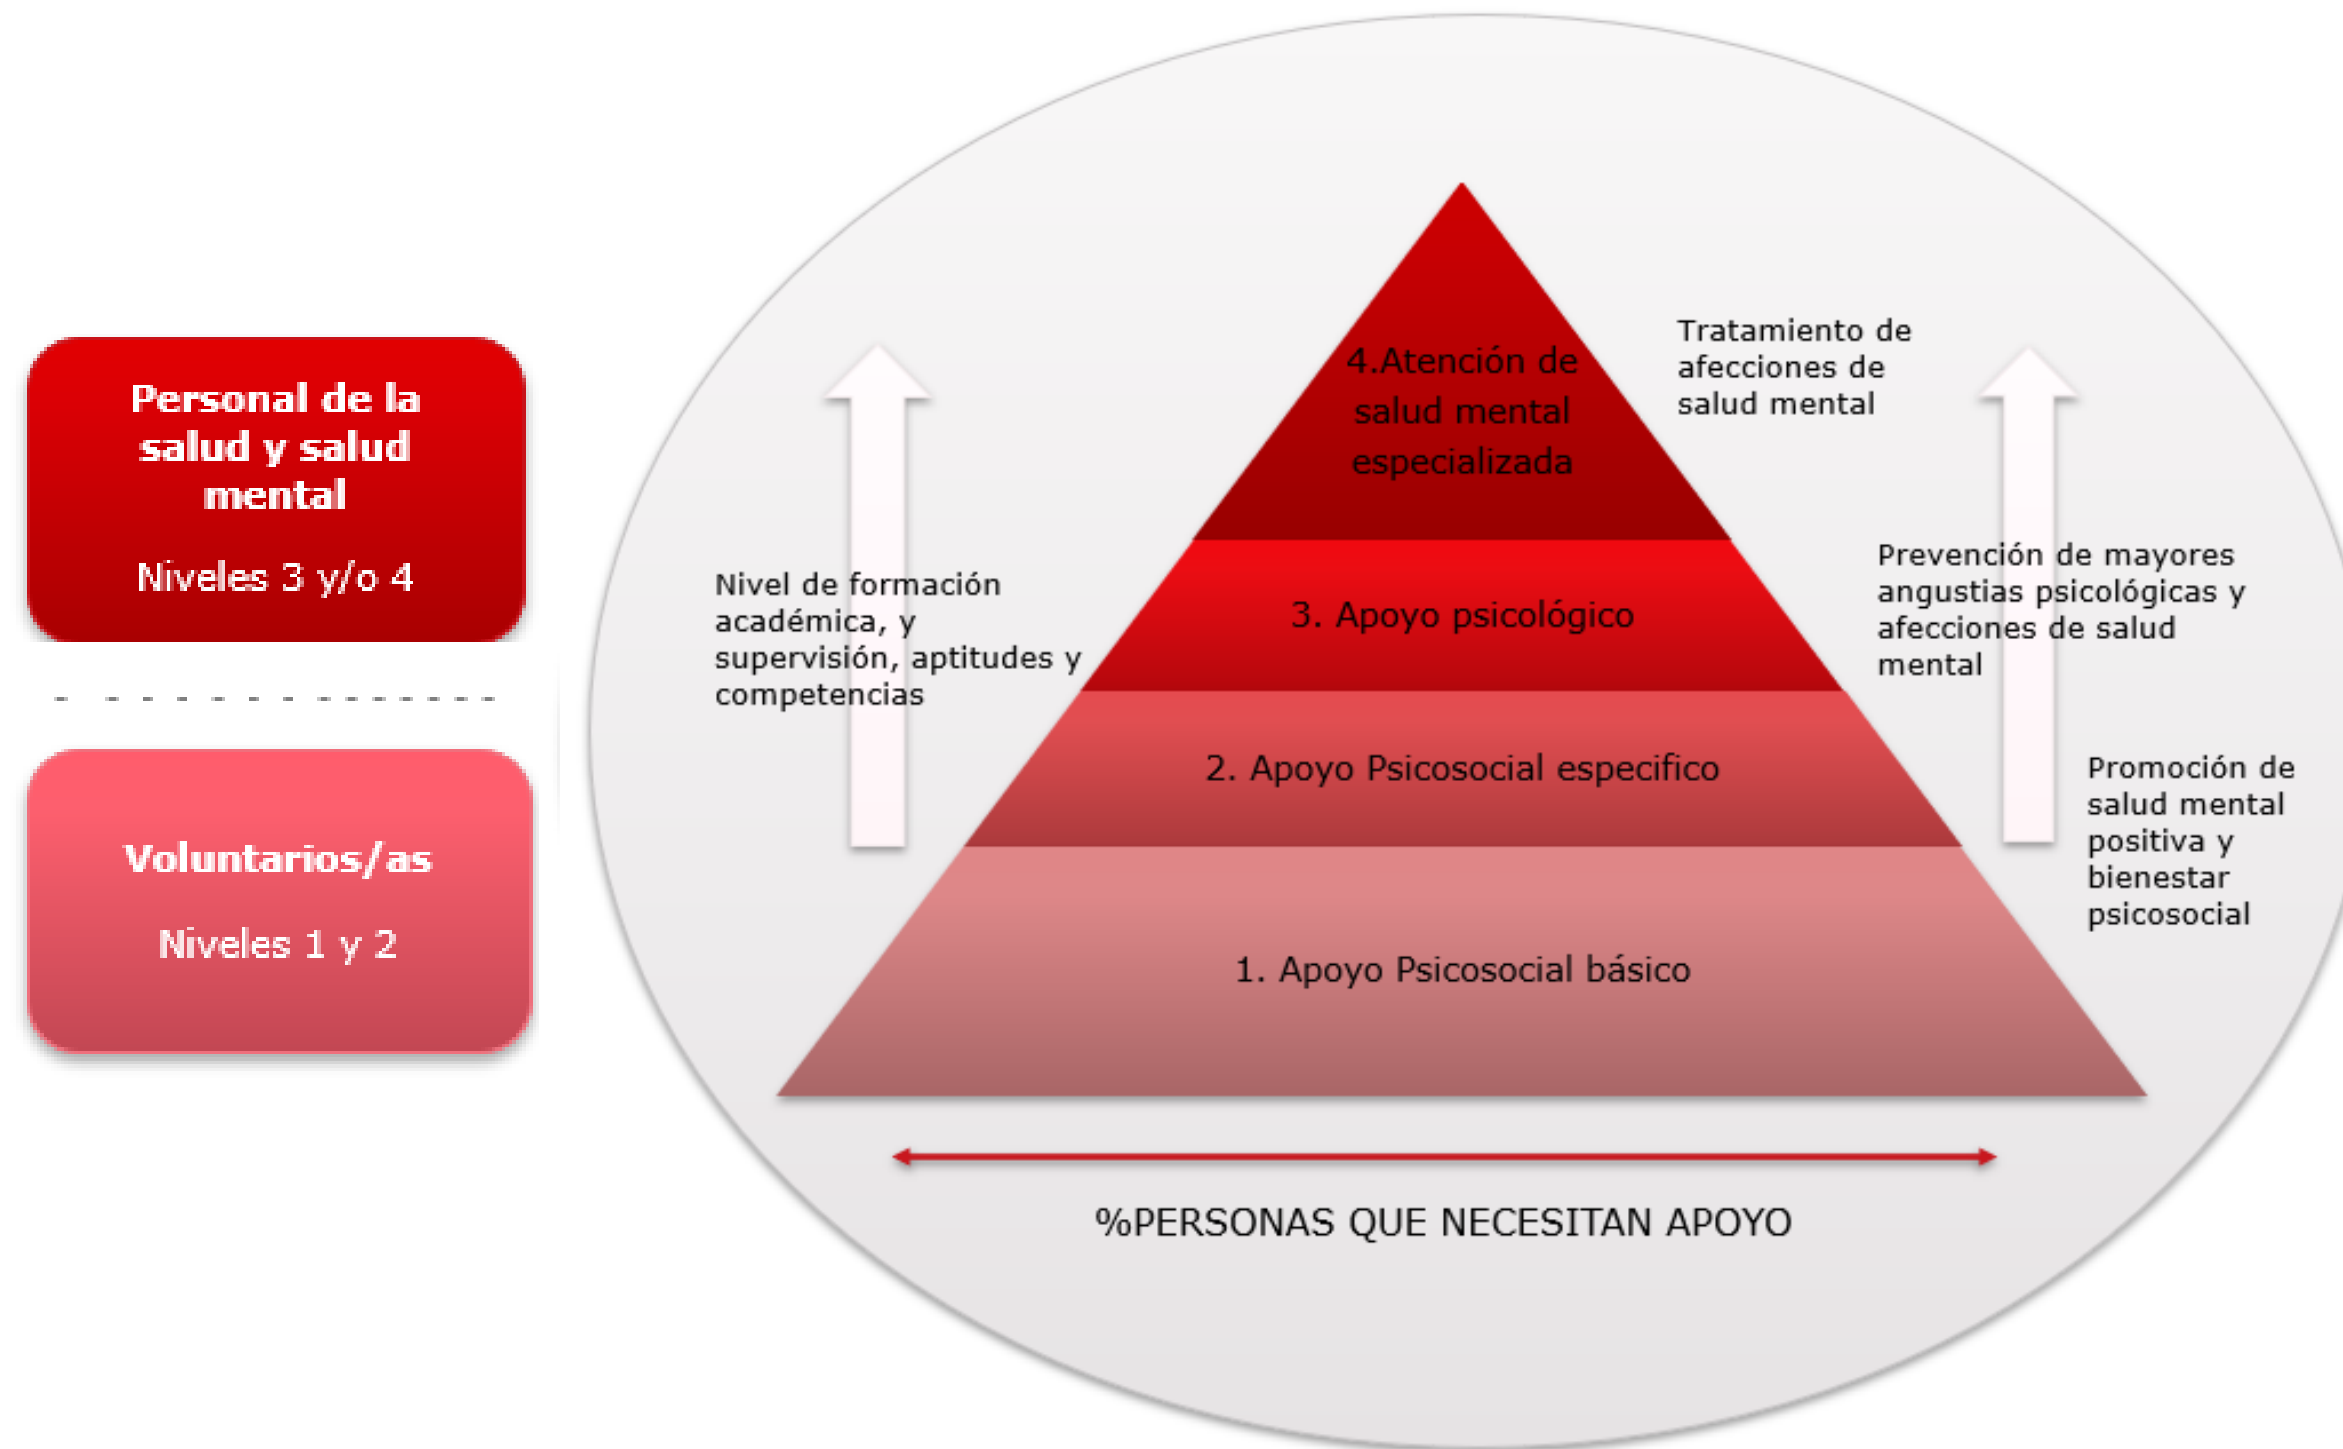 Personal de la
salud y salud
mental
Niveles 3 y/o 4
Voluntarios/as
Niveles 1 y 2
Nivel de formación
académica, y
supervisión, aptitudes y
competencias
4.Atención de
salud mental
especializada
3. Apoyo psicológico
2. Apoyo Psicosocial especifico
1. Apoyo Psicosocial básico
Tratamiento de
afecciones de
salud mental
Prevención de mayores
angustias psicológicas y
afecciones de salud
mental
Promoción de
salud mental
positiva y
bienestar
psicosocial
%PERSONAS QUE NECESITAN APOYO